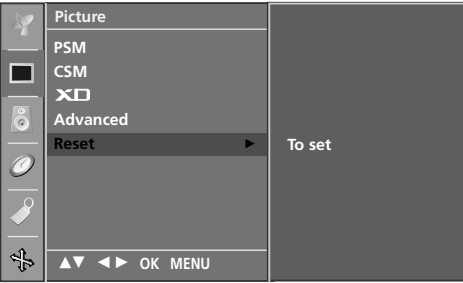 Picture
PSM
CSM
XD
Advanced
Reset ► To set
▲▼ ◄► OK MENU